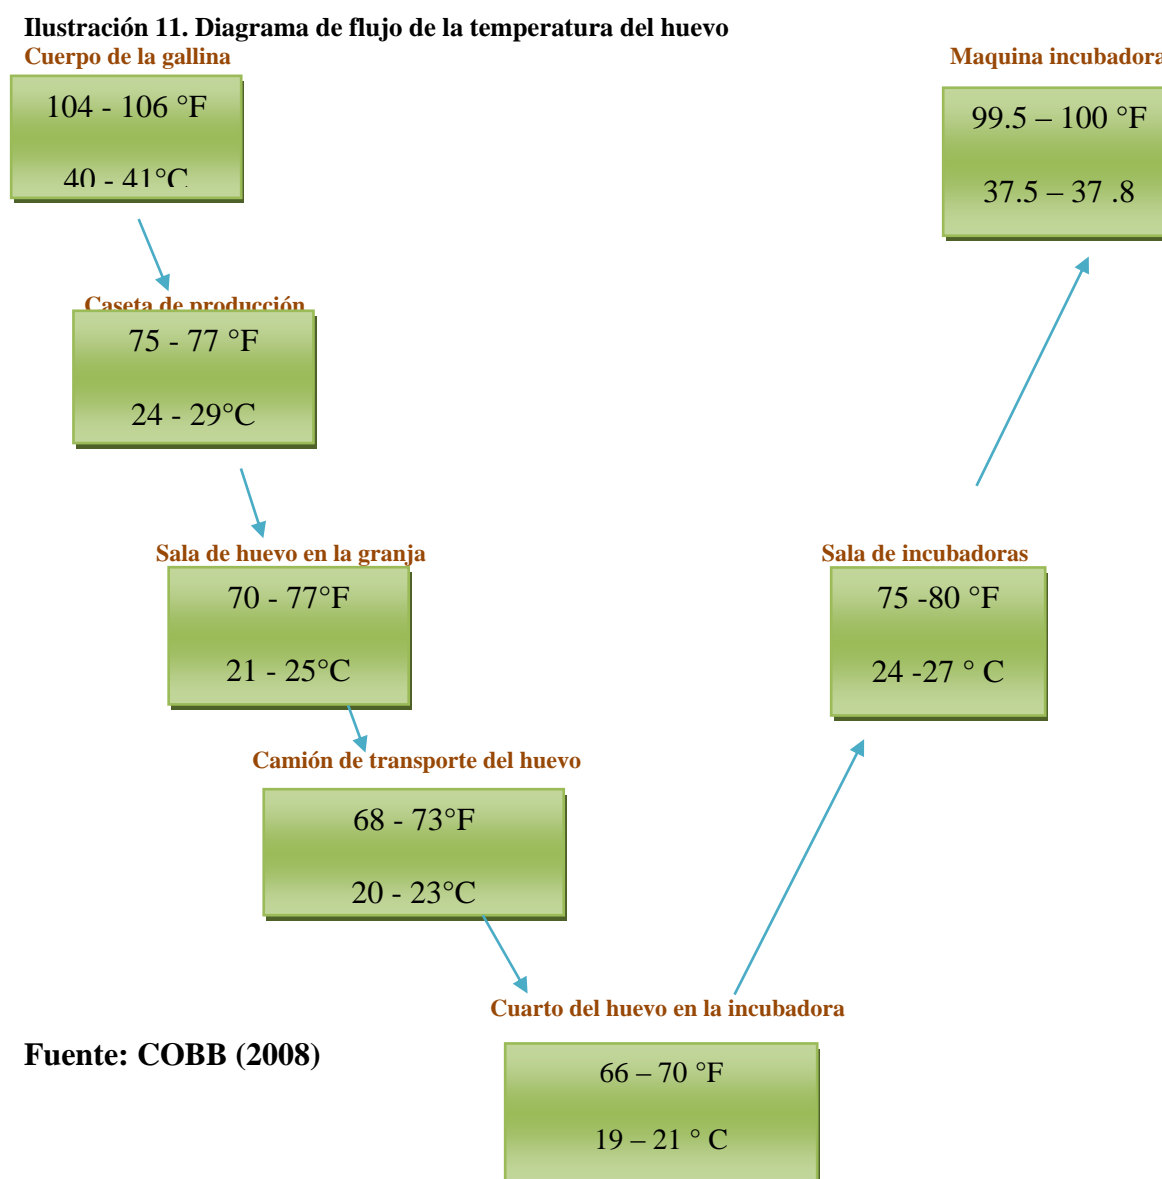 Ilustración 11. Diagrama de flujo de la temperatura del huevo
Cuerpo de la gallina
104 - 106 °F
40 - 41°C
Caseta de producción
75 - 77 °F
24 - 29°C
Sala de huevo en la granja
70 - 77°F
21 - 25°C
Camión de transporte del huevo
68 - 73°F
20 - 23°C
Cuarto del huevo en la incubadora
66 – 70 °F
19 – 21 ° C
Sala de incubadoras
75 -80 °F
24 -27 ° C
Maquina incubadora
99.5 – 100 °F
37.5 – 37 .8
Fuente: COBB (2008)